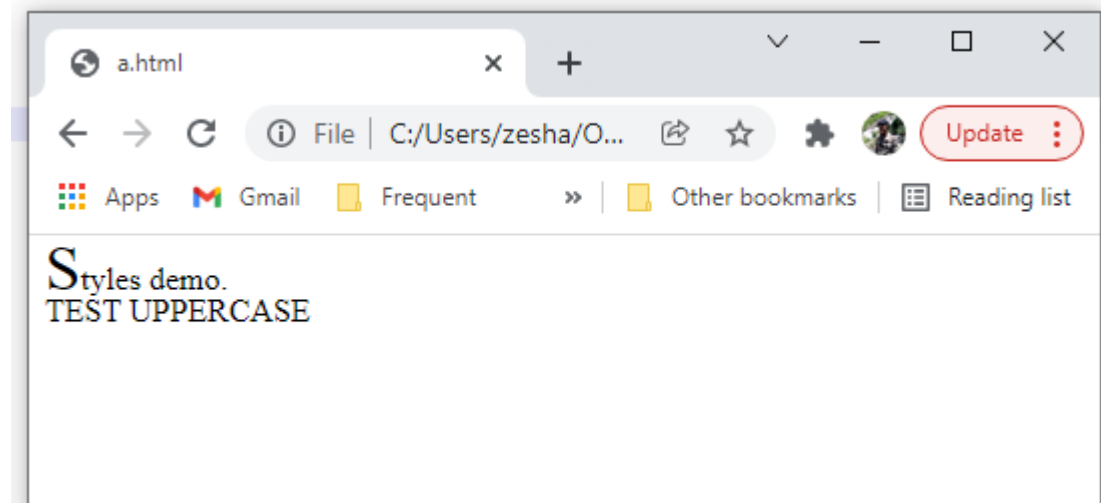 a.html
File C:/Users/zesha/O... Update
Apps Gmail Frequent » Other bookmarks Reading list
Styles demo.
TEST UPPERCASE